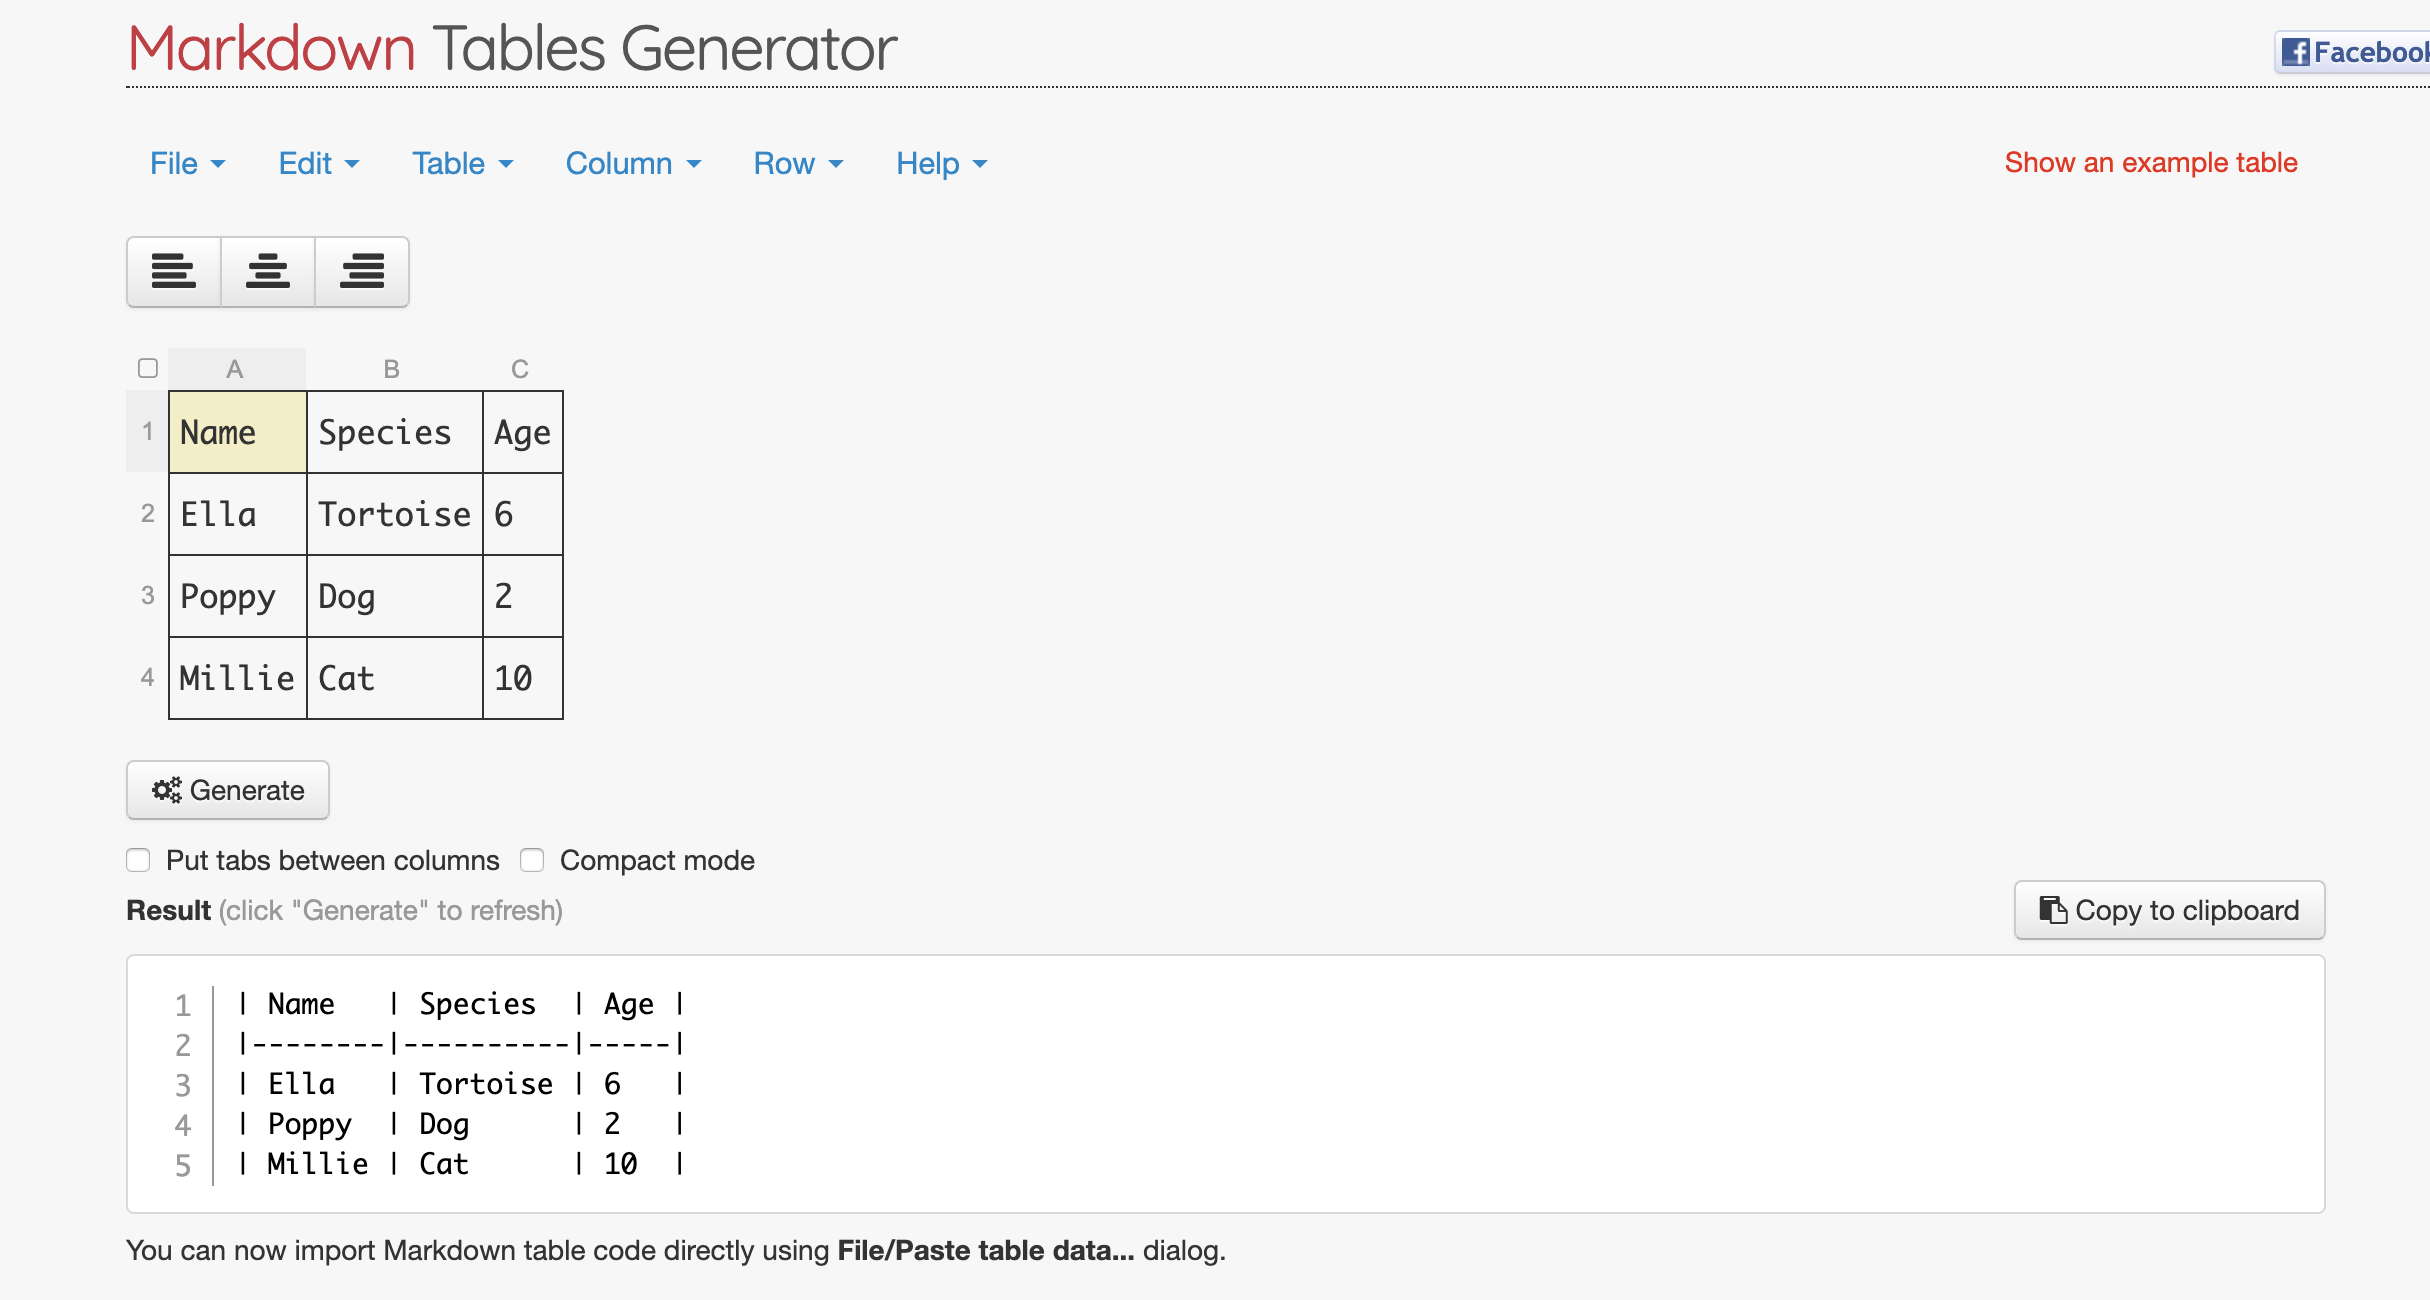 Markdown Tables Generator
Facebook
File Edit Table Column Row Help Show an example table
A B C
1 Name Species Age
2 Ella Tortoise 6
3 Poppy Dog 2
4 Millie Cat 10
Generate
Put tabs between columns Compact mode
Result (click "Generate" to refresh)
Copy to clipboard
1 | Name   | Species  | Age |
2 |--------|----------|-----|
3 | Ella   | Tortoise | 6   |
4 | Poppy  | Dog      | 2   |
5 | Millie | Cat      | 10  |
You can now import Markdown table code directly using File/Paste table data... dialog.